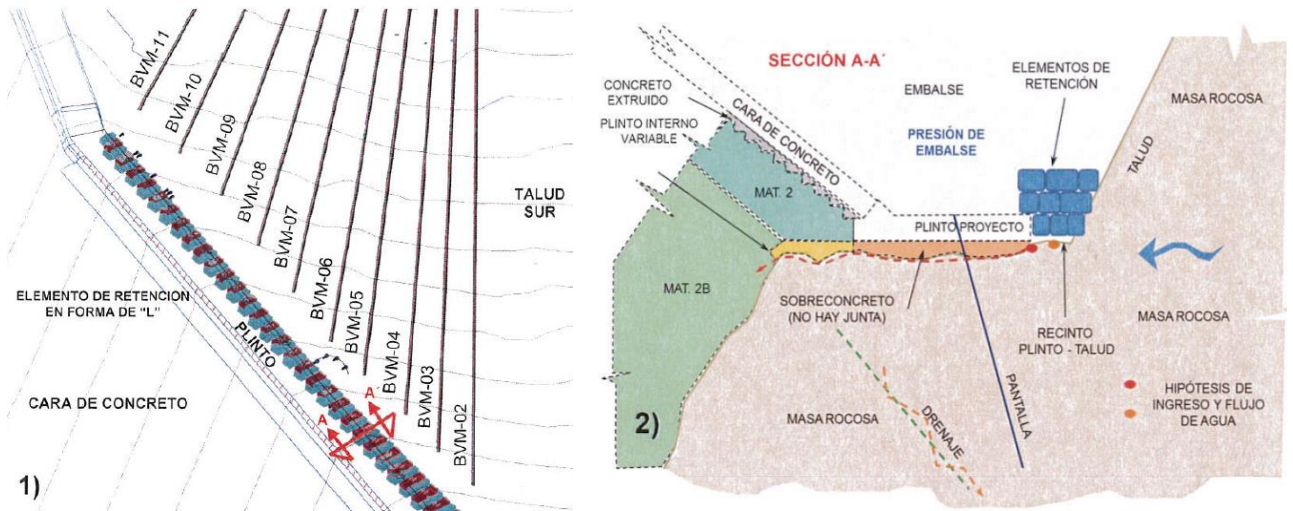 BVM-11
BVM-10
BVM-09
BVM-08
BVM-07
BVM-06
BVM-05
BVM-04
BVM-03
BVM-02
TALUD
SUR
ELEMENTO DE RETENCION
EN FORMA DE "L"
PLINTO
CARA DE CONCRETO
A
A'
1)
SECCIÓN A-A'
CONCRETO
EXTRUIDO
PLINTO INTERNO
VARIABLE
CARA DE CONCRETO
EMBALSE
PRESIÓN DE
EMBALSE
ELEMENTOS DE
RETENCIÓN
MASA ROCOSA
TALUD
MAT. 2
PLINTO PROYECTO
MAT. 2B
SOBRECONCRETO
(NO HAY JUNTA)
RECINTO
PLINTO - TALUD
MASA ROCOSA
PANTALLA
DRENAJE
MASA ROCOSA
HIPÓTESIS DE
INGRESO Y FLUJO
DE AGUA
2)